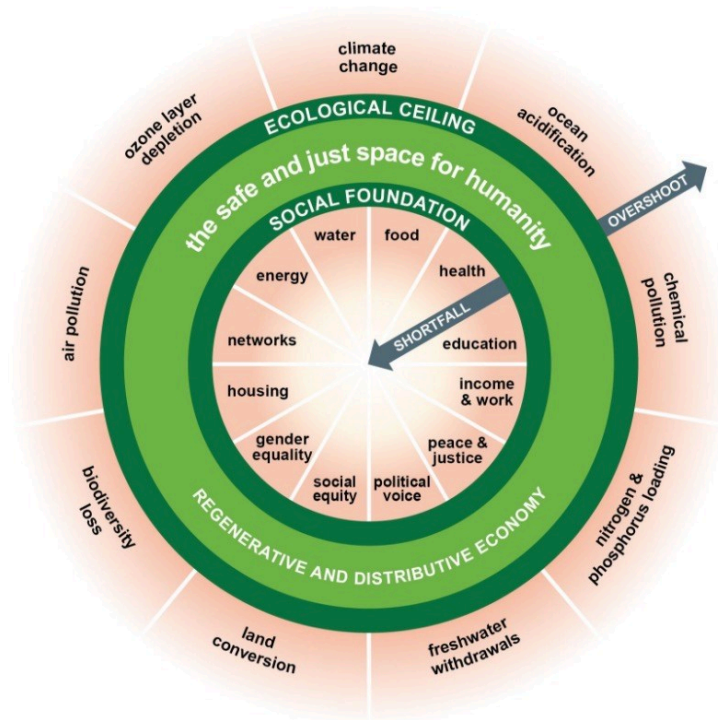 climate
change
ocean
acidification
chemical
pollution
nitrogen &
phosphorus loading
freshwater
withdrawals
land
conversion
biodiversity
loss
air pollution
ozone layer
depletion
OVERSHOOT
ECOLOGICAL CEILING
the safe and just space for humanity
SOCIAL FOUNDATION
water
food
health
SHORTFALL
education
income
& work
peace &
justice
political
voice
social
equity
gender
equality
housing
networks
energy
REGENERATIVE AND DISTRIBUTIVE ECONOMY